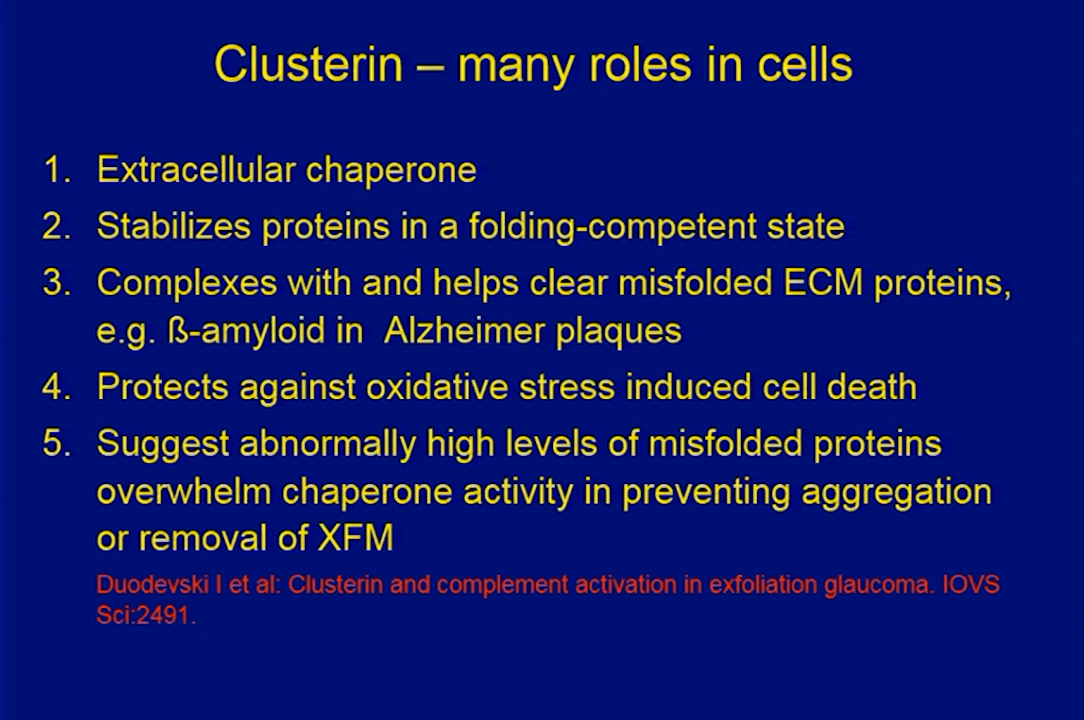 Clusterin – many roles in cells
1. Extracellular chaperone
2. Stabilizes proteins in a folding-competent state
3. Complexes with and helps clear misfolded ECM proteins,
e.g. ß-amyloid in  Alzheimer plaques
4. Protects against oxidative stress induced cell death
5. Suggest abnormally high levels of misfolded proteins
overwhelm chaperone activity in preventing aggregation
or removal of XFM
Duodevski I et al: Clusterin and complement activation in exfoliation glaucoma. IOVS
Sci:2491.